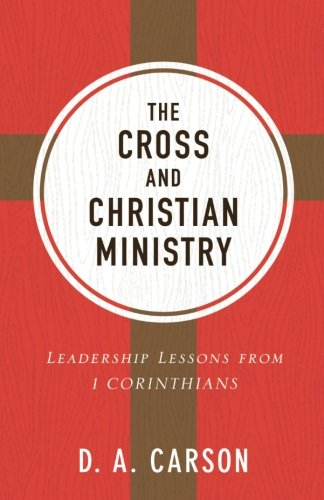 THE
CROSS
AND
CHRISTIAN
MINISTRY
LEADERSHIP LESSONS FROM
1 CORINTHIANS
D. A. CARSON